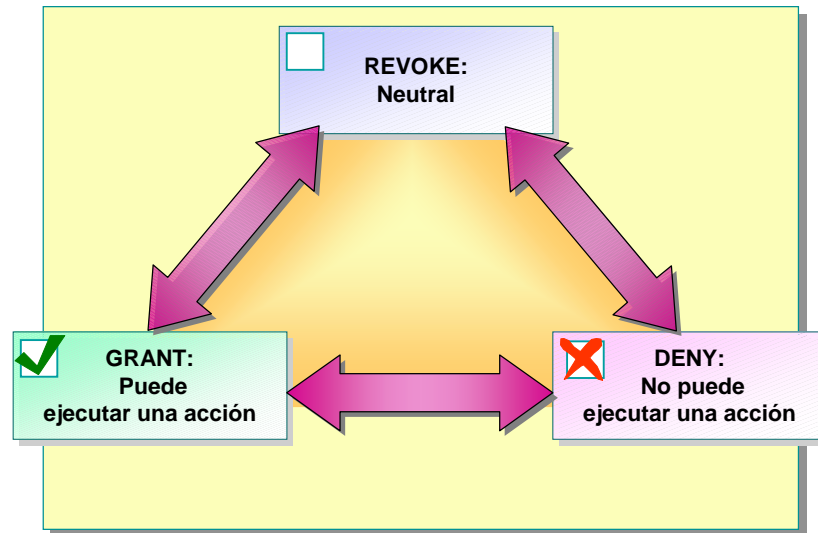 REVOKE:
Neutral
GRANT:
Puede
ejecutar una acción
DENY:
No puede
ejecutar una acción